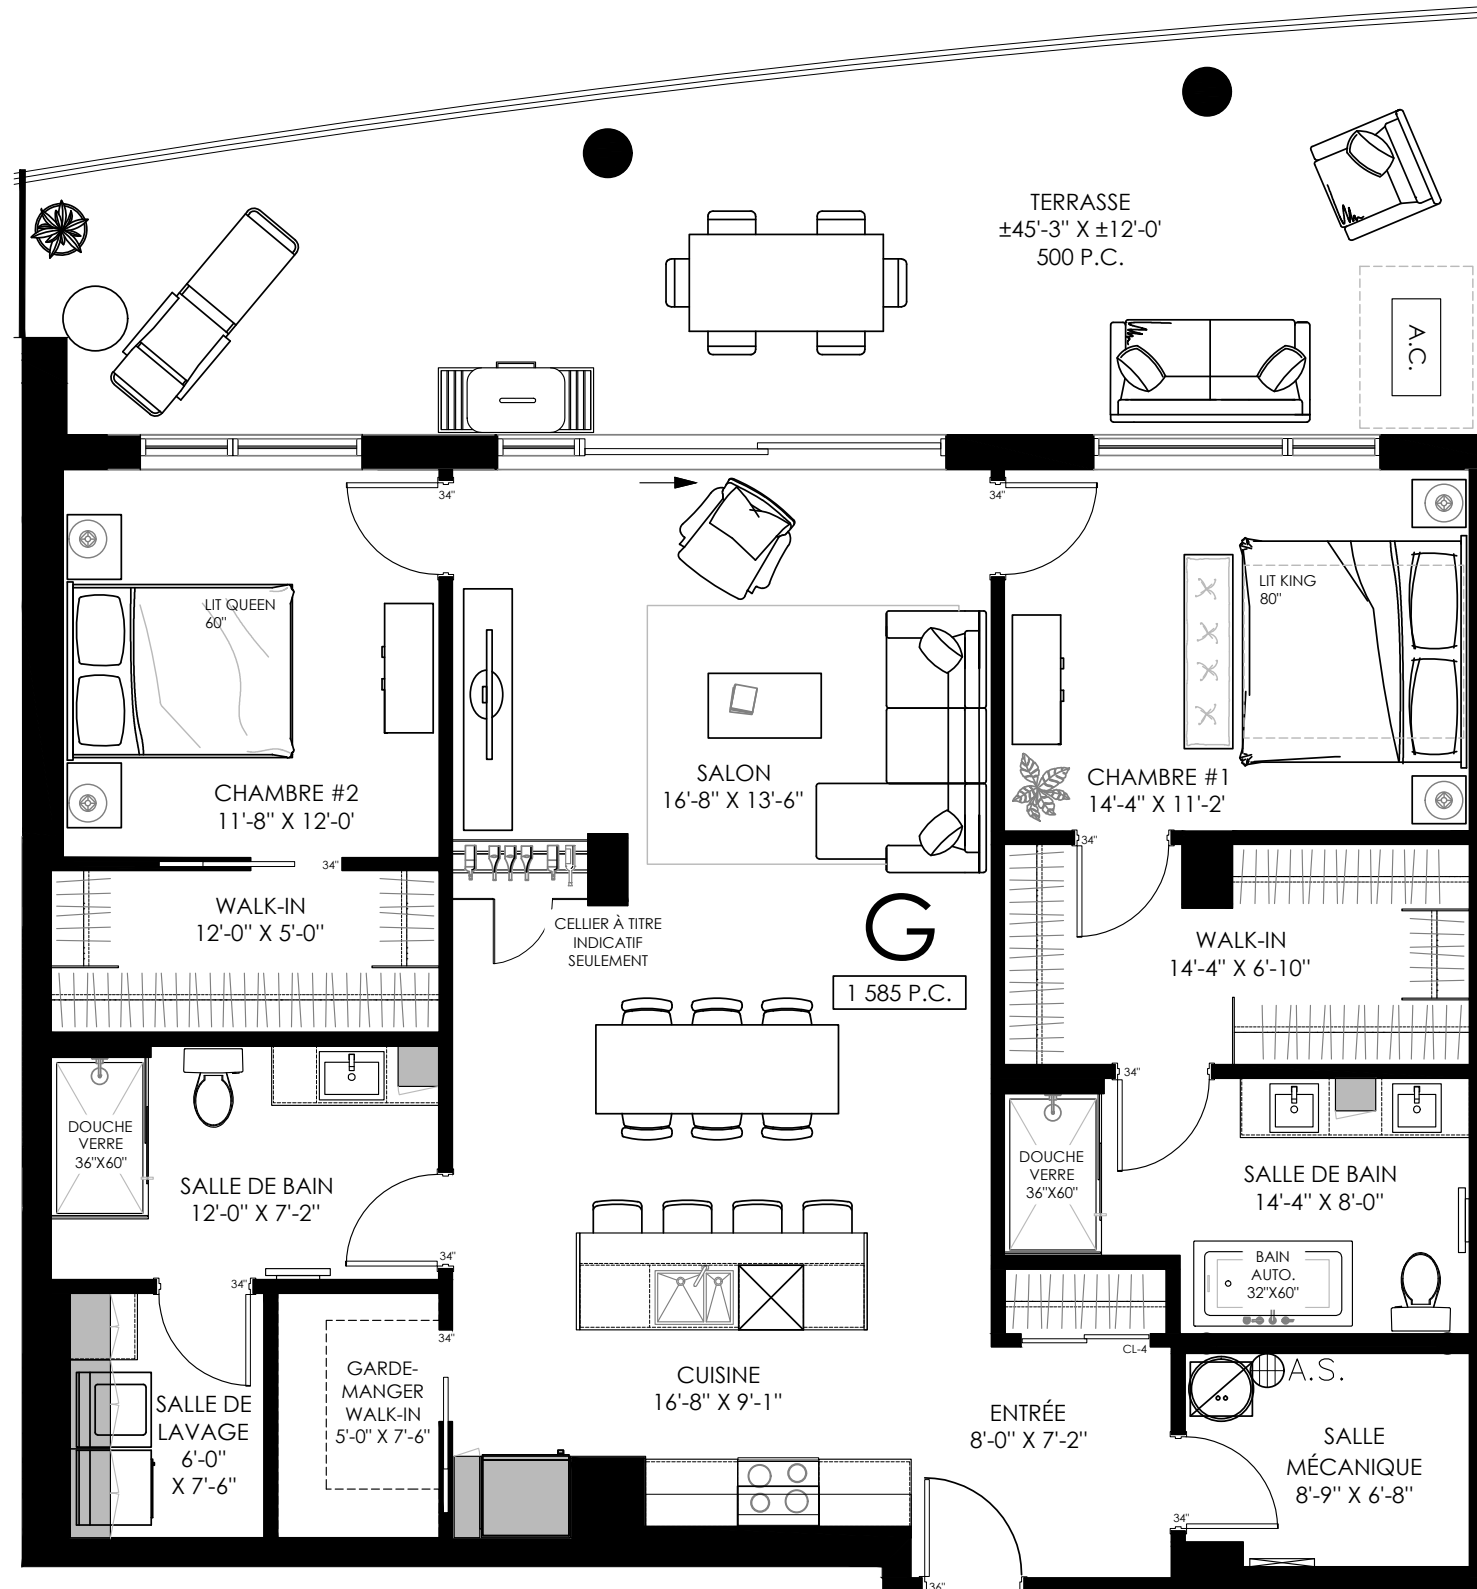 TERRASSE
±45'-3" X ±12'-0'
500 P.C.
A.C.
34"
34"
LIT QUEEN
60"
LIT KING
80"
CHAMBRE #2
11'-8" X 12'-0'
SALON
16'-8" X 13'-6"
CHAMBRE #1
14'-4" X 11'-2'
34"
34"
WALK-IN
12'-0" X 5'-0"
CELLIER À TITRE
INDICATIF
SEULEMENT
G
1 585 P.C.
WALK-IN
14'-4" X 6'-10"
34"
DOUCHE
VERRE
36"X60"
SALLE DE BAIN
12'-0" X 7'-2"
34"
34"
DOUCHE
VERRE
36"X60"
SALLE DE BAIN
14'-4" X 8'-0"
BAIN
AUTO.
32"X60"
34"
CL-4
GARDE-
MANGER
WALK-IN
5'-0" X 7'-6"
SALLE DE
LAVAGE
6'-0"
X 7'-6"
CUISINE
16'-8" X 9'-1"
ENTRÉE
8'-0" X 7'-2"
A.S.
SALLE
MÉCANIQUE
8'-9" X 6'-8"
34"
36"